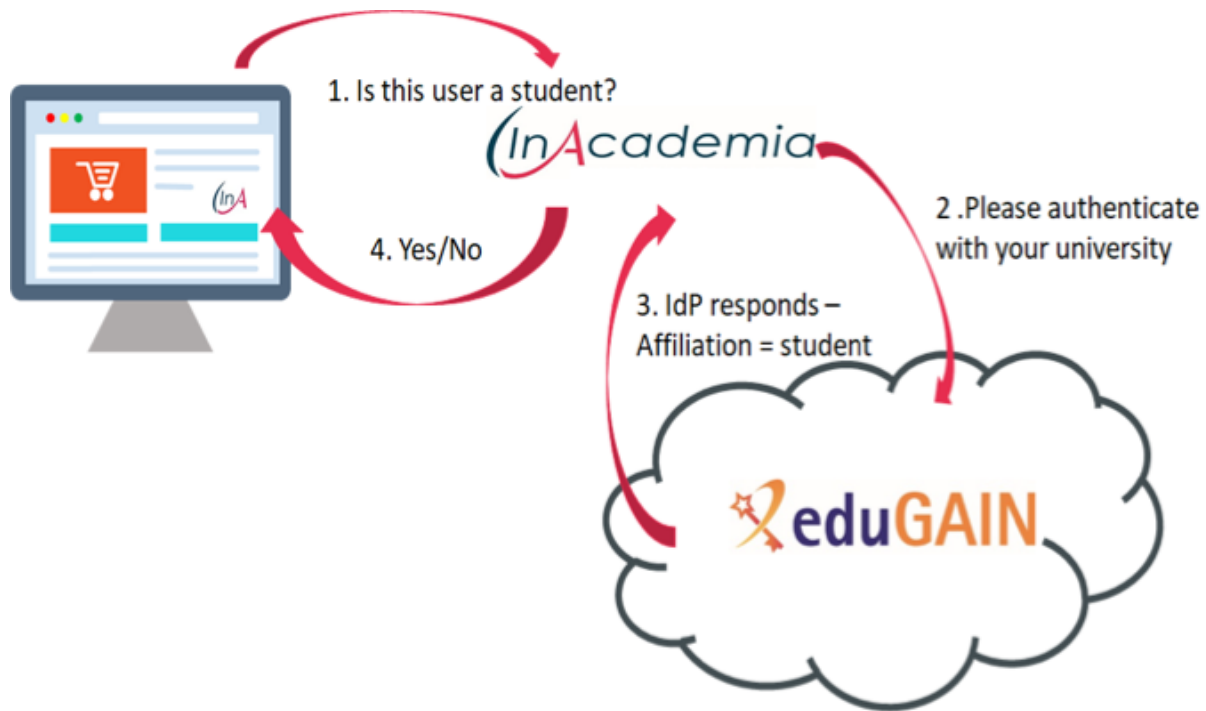 1. Is this user a student?
InAcademia
InA
2 .Please authenticate
with your university
4. Yes/No
3. IdP responds –
Affiliation = student
eduGAIN